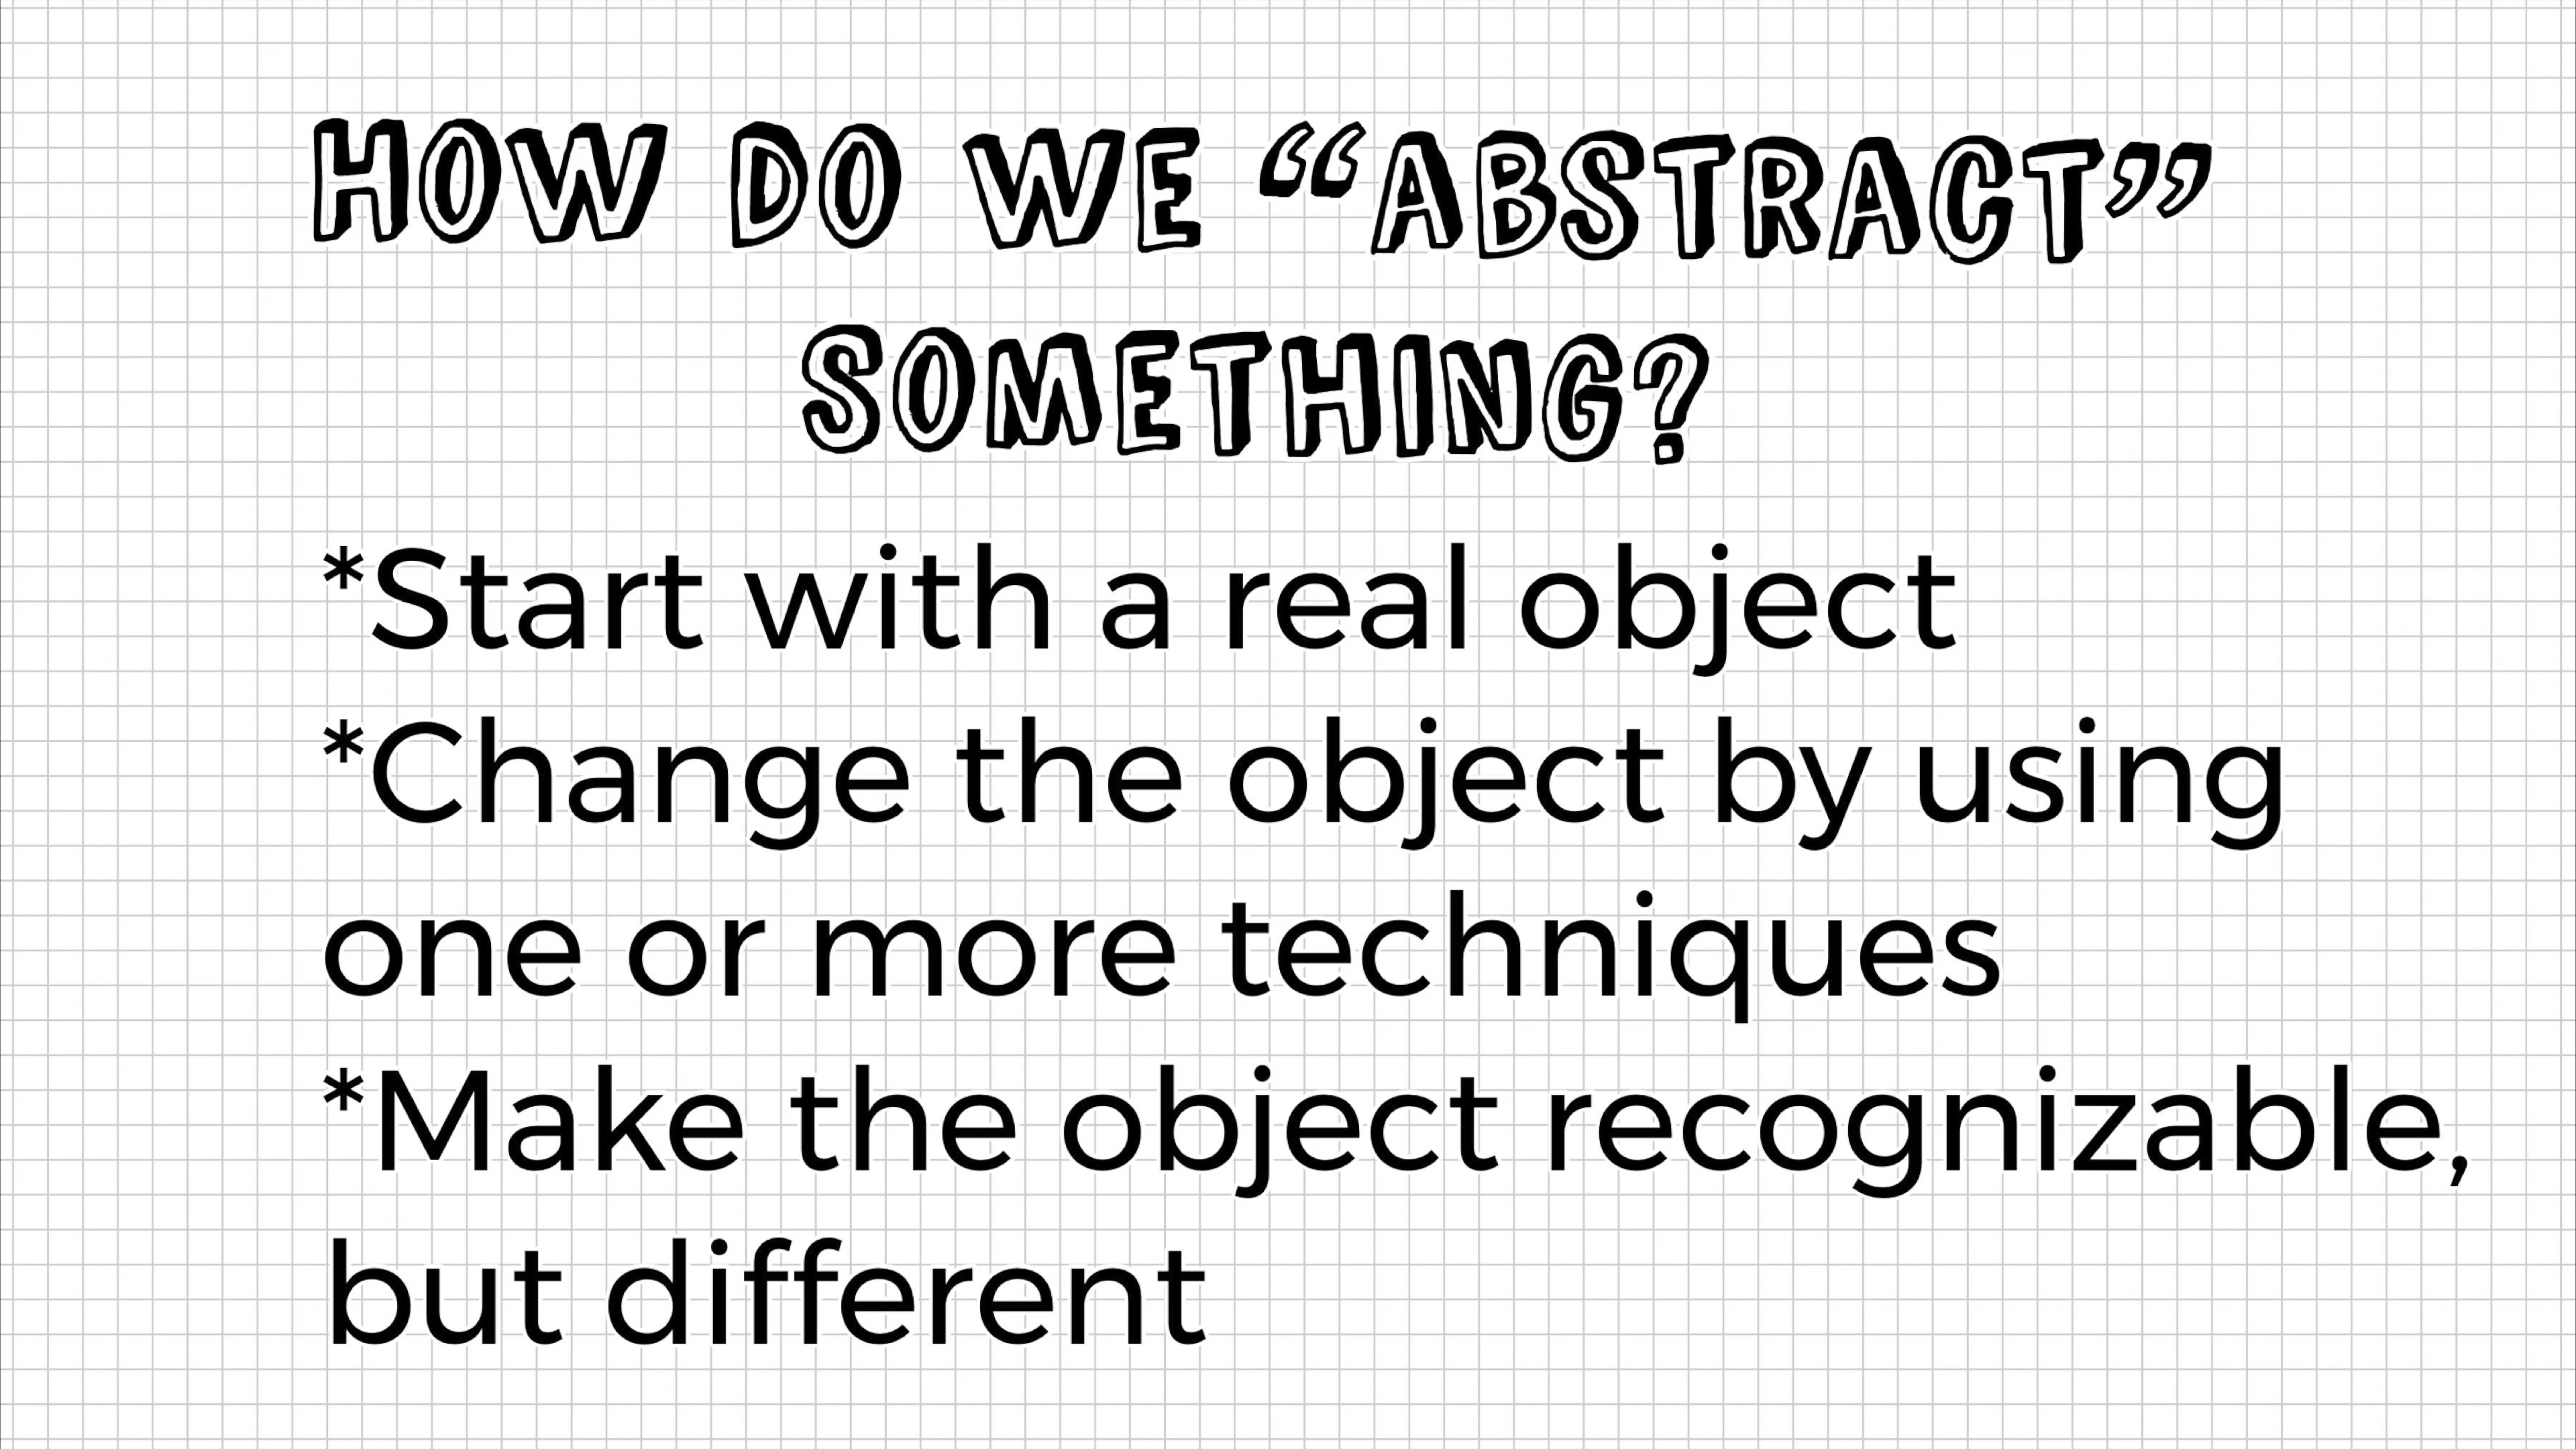 HOW DO WE “ABSTRACT”
SOMETHING?
*Start with a real object
*Change the object by using
one or more techniques
*Make the object recognizable,
but different